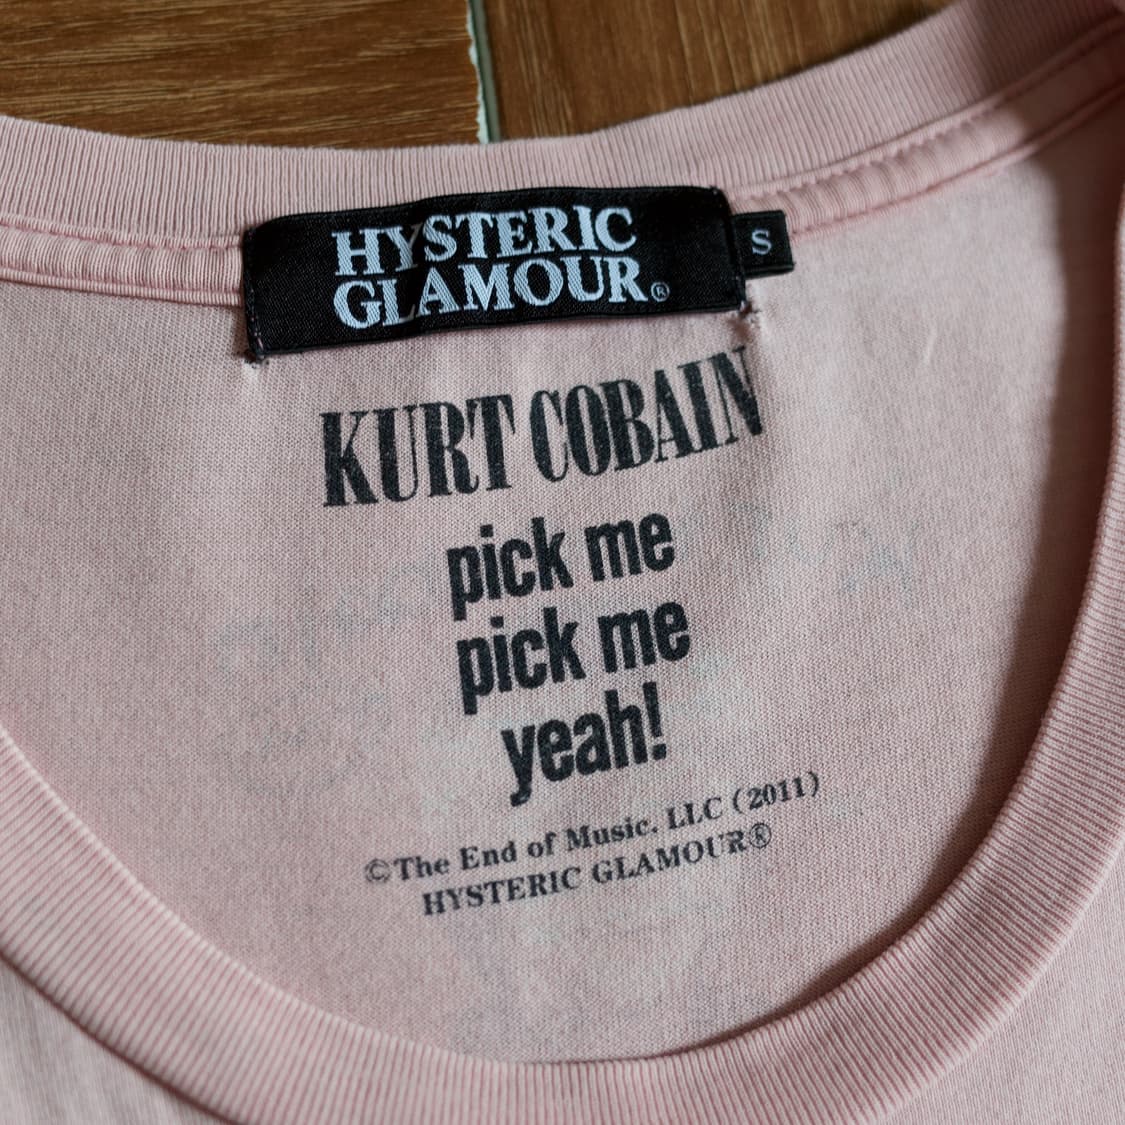 HYSTERIC
GLAMOUR®
S
KURT COBAIN
pick me
pick me
yeah!
©The End of Music. LLC (2011)
HYSTERIC GLAMOUR®